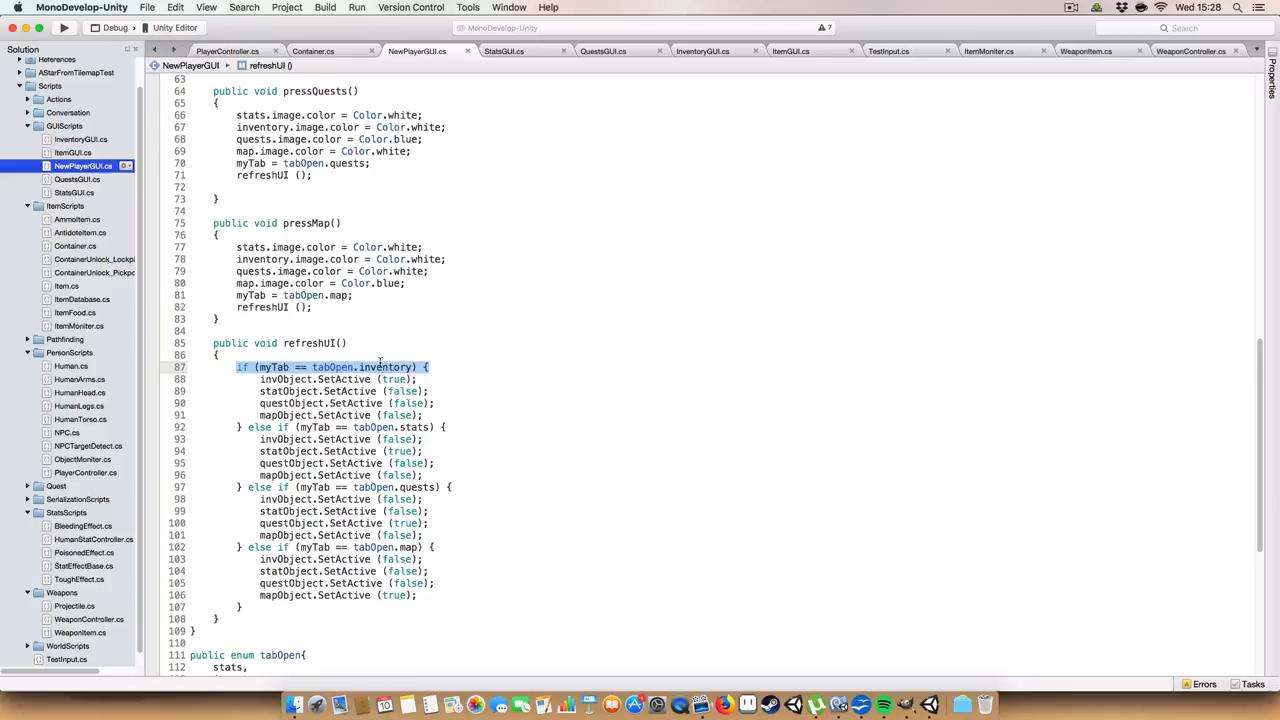 MonoDevelop-Unity File Edit View Search Project Build Run Version Control Tools Window Help Wed 15:28
Debug Unity Editor MonoDevelop-Unity 7 Search
Solution
PlayerController.cs Container.cs NewPlayerGUI.cs StatsGUI.cs QuestsGUI.cs InventoryGUI.cs ItemGUI.cs TestInput.cs ItemMoniter.cs WeaponItem.cs WeaponController.cs
NewPlayerGUI refreshUI ()
Properties
References
AStarFromTilemapTest
Scripts
Actions
Conversation
GUIScripts
InventoryGUI.cs
ItemGUI.cs
NewPlayerGUI.cs
QuestsGUI.cs
StatsGUI.cs
ItemScripts
AmmoItem.cs
AntidoteItem.cs
Container.cs
ContainerUnlock_Lockpi
ContainerUnlock_Pickpo
Item.cs
ItemDatabase.cs
ItemFood.cs
ItemMoniter.cs
Pathfinding
PersonScripts
Human.cs
HumanArms.cs
HumanHead.cs
HumanLegs.cs
HumanTorso.cs
NPC.cs
NPCTargetDetect.cs
ObjectMoniter.cs
PlayerController.cs
Quest
SerializationScripts
StatsScripts
BleedingEffect.cs
HumanStatController.cs
PoisonedEffect.cs
StatEffectBase.cs
ToughEffect.cs
Weapons
Projectile.cs
WeaponController.cs
WeaponItem.cs
WorldScripts
TestInput.cs
63
64 public void pressQuests()
65 {
66 stats.image.color = Color.white;
67 inventory.image.color = Color.white;
68 quests.image.color = Color.blue;
69 map.image.color = Color.white;
70 myTab = tabOpen.quests;
71 refreshUI ();
72
73 }
74
75 public void pressMap()
76 {
77 stats.image.color = Color.white;
78 inventory.image.color = Color.white;
79 quests.image.color = Color.white;
80 map.image.color = Color.blue;
81 myTab = tabOpen.map;
82 refreshUI ();
83 }
84
85 public void refreshUI()
86 {
87 if (myTab == tabOpen.inventory) {
88 invObject.SetActive (true);
89 statObject.SetActive (false);
90 questObject.SetActive (false);
91 mapObject.SetActive (false);
92 } else if (myTab == tabOpen.stats) {
93 invObject.SetActive (false);
94 statObject.SetActive (true);
95 questObject.SetActive (false);
96 mapObject.SetActive (false);
97 } else if (myTab == tabOpen.quests) {
98 invObject.SetActive (false);
99 statObject.SetActive (false);
100 questObject.SetActive (true);
101 mapObject.SetActive (false);
102 } else if (myTab == tabOpen.map) {
103 invObject.SetActive (false);
104 statObject.SetActive (false);
105 questObject.SetActive (false);
106 mapObject.SetActive (true);
107 }
108 }
109 }
110
111 public enum tabOpen{
112 stats,
Errors Tasks